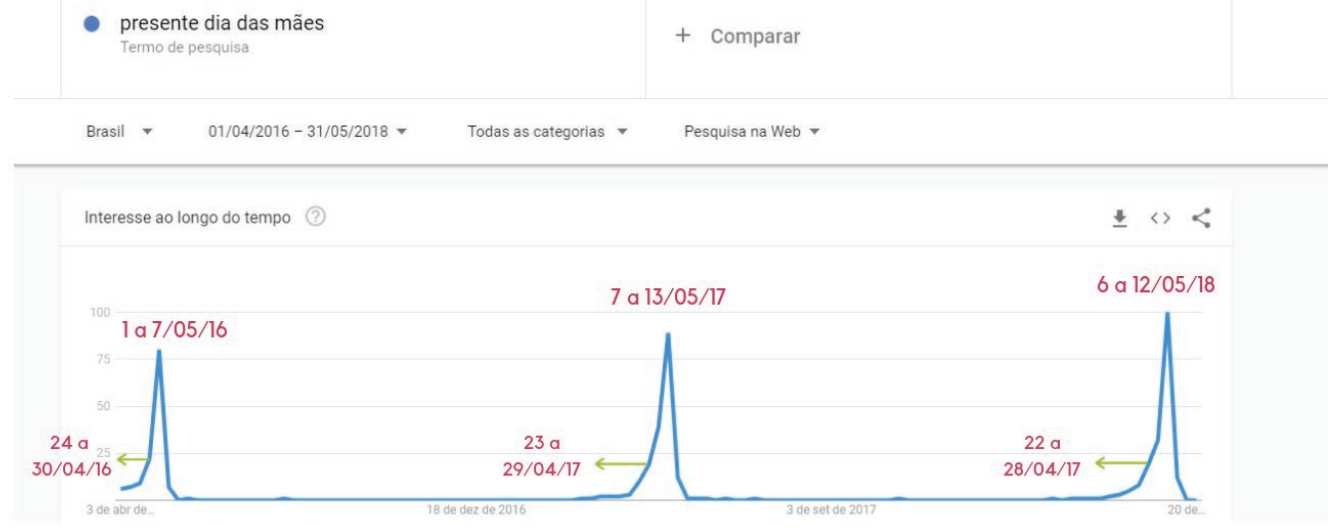 presente dia das mães
Termo de pesquisa
+ Comparar
Brasil
01/04/2016 – 31/05/2018
Todas as categorias
Pesquisa na Web
Interesse ao longo do tempo
?
<>
6 a 12/05/18
7 a 13/05/17
100
1 a 7/05/16
75
50
24 a
30/04/16
25
23 a
29/04/17
22 a
28/04/17
3 de abr de...
18 de dez de 2016
3 de set de 2017
20 de...